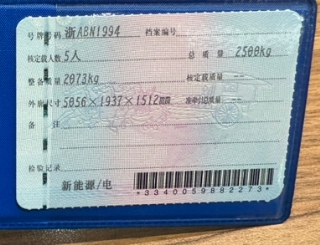 号牌号码 浙ABN1994 档案编号
核定载人数 5人 总质量 2500kg
整备质量 2073kg 核定载质量 --
外廓尺寸 5056×1937×1512mm 准牵引总质量 --
备注
检验记录
新能源/电
*3340059882273*